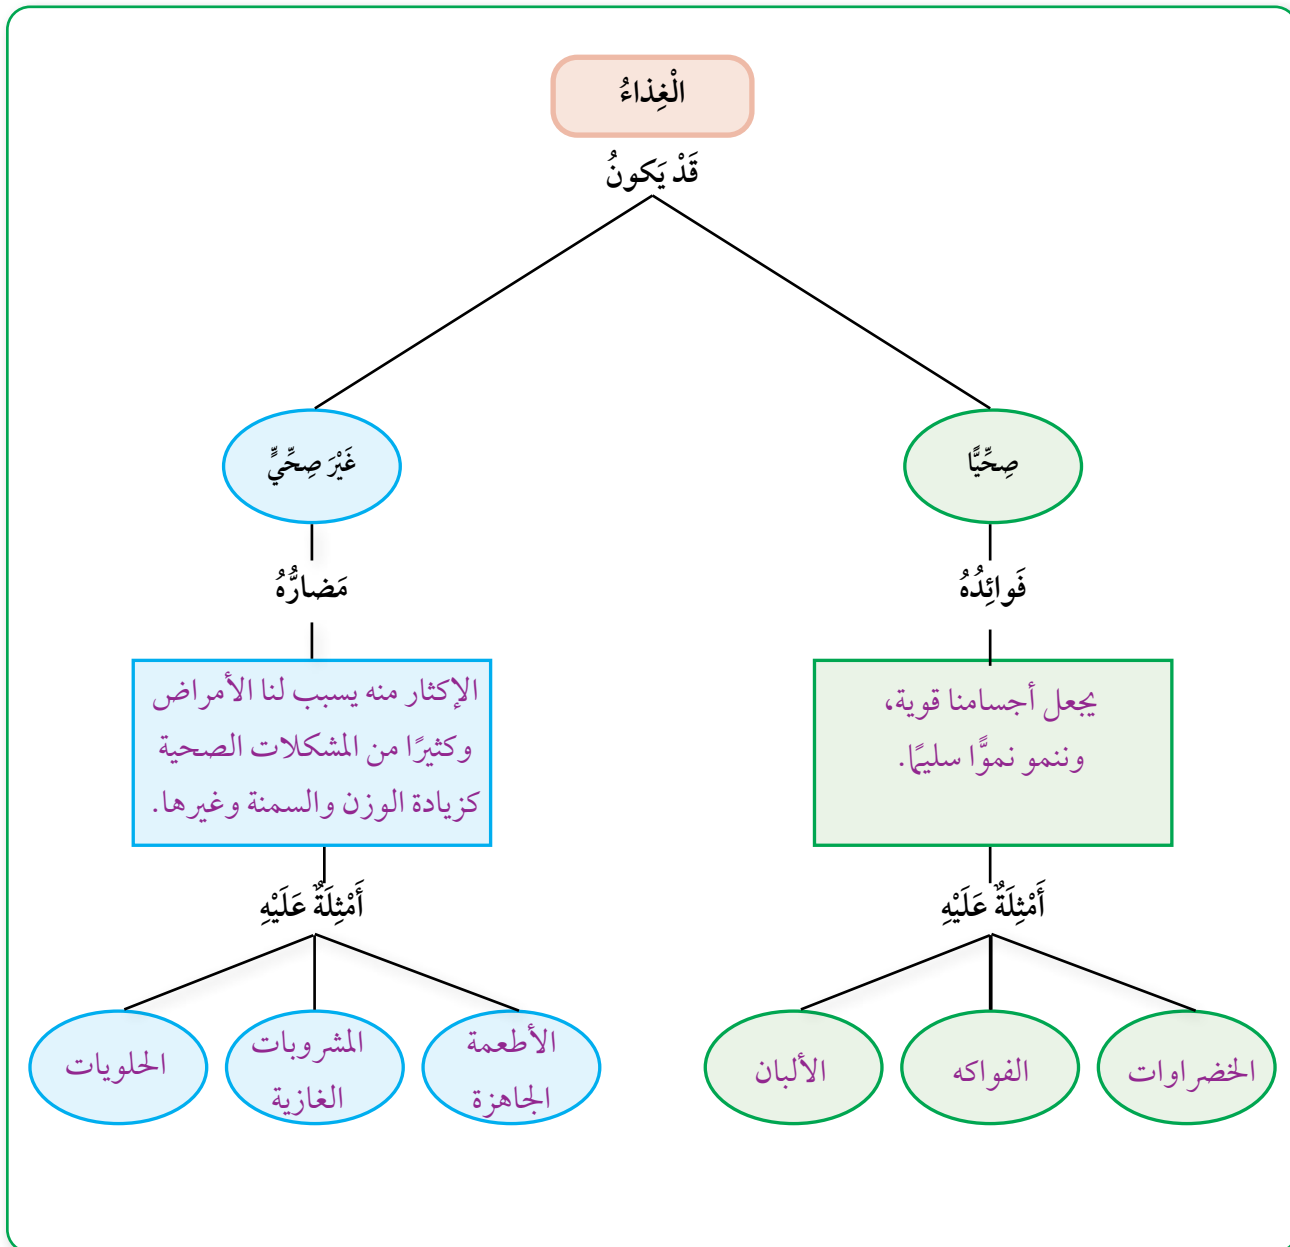 الْغِذاءُ
قَدْ يَكونُ
صِحِّيًّا
غَيْرَ صِحِّيٍّ
فَوائِدُهُ
مَضارُّهُ
يجعل أجسامنا قوية،
وننمو نموًّا سليمًا.
الإكثار منه يسبب لنا الأمراض
وكثيرًا من المشكلات الصحية
كزيادة الوزن والسمنة وغيرها.
أَمْثِلَةٌ عَلَيْهِ
أَمْثِلَةٌ عَلَيْهِ
الخضراوات
الفواكه
الألبان
الأطعمة
الجاهزة
المشروبات
الغازية
الحلويات